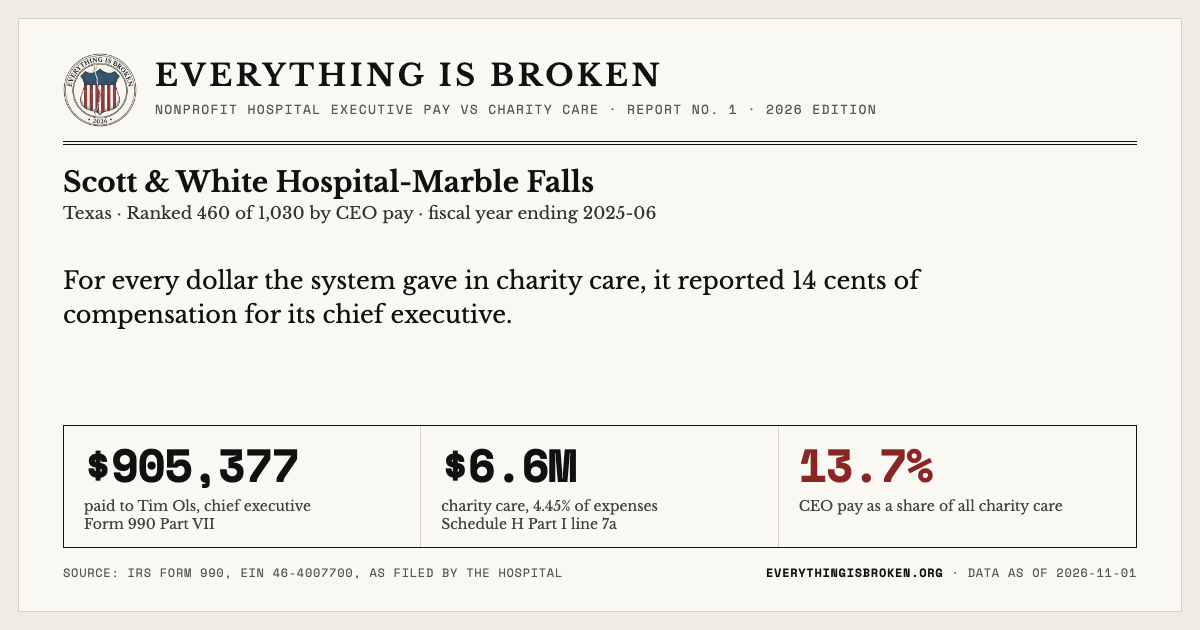 EVERYTHING IS BROKEN
· 2026 ·
EVERYTHING IS BROKEN
NONPROFIT HOSPITAL EXECUTIVE PAY VS CHARITY CARE · REPORT NO. 1 · 2026 EDITION
Scott & White Hospital-Marble Falls
Texas · Ranked 460 of 1,030 by CEO pay · fiscal year ending 2025-06
For every dollar the system gave in charity care, it reported 14 cents of
compensation for its chief executive.
$905,377
paid to Tim Ols, chief executive
Form 990 Part VII
$6.6M
charity care, 4.45% of expenses
Schedule H Part I line 7a
13.7%
CEO pay as a share of all charity care
SOURCE: IRS FORM 990, EIN 46-4007700, AS FILED BY THE HOSPITAL
EVERYTHINGISBROKEN.ORG · DATA AS OF 2026-11-01